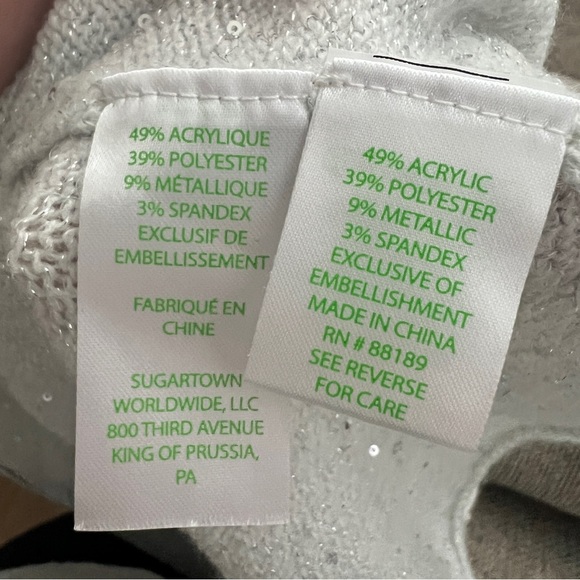 49% ACRYLIQUE
39% POLYESTER
9% MÉTALLIQUE
3% SPANDEX
EXCLUSIF DE
EMBELLISSEMENT
FABRIQUÉ EN
CHINE
SUGARTOWN
WORLDWIDE, LLC
800 THIRD AVENUE
KING OF PRUSSIA,
PA
49% ACRYLIC
39% POLYESTER
9% METALLIC
3% SPANDEX
EXCLUSIVE OF
EMBELLISHMENT
MADE IN CHINA
RN # 88189
SEE REVERSE
FOR CARE